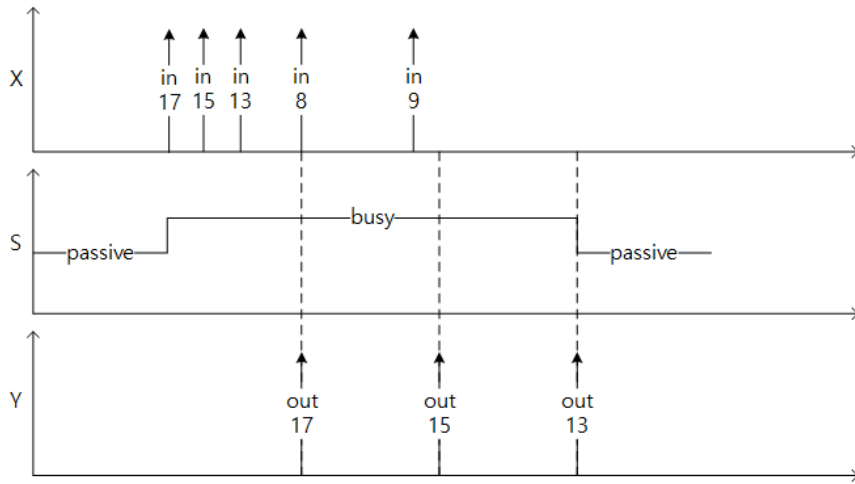 X
in in in in in
17 15 13 8 9
S
passive busy passive
Y
out out out
17 15 13